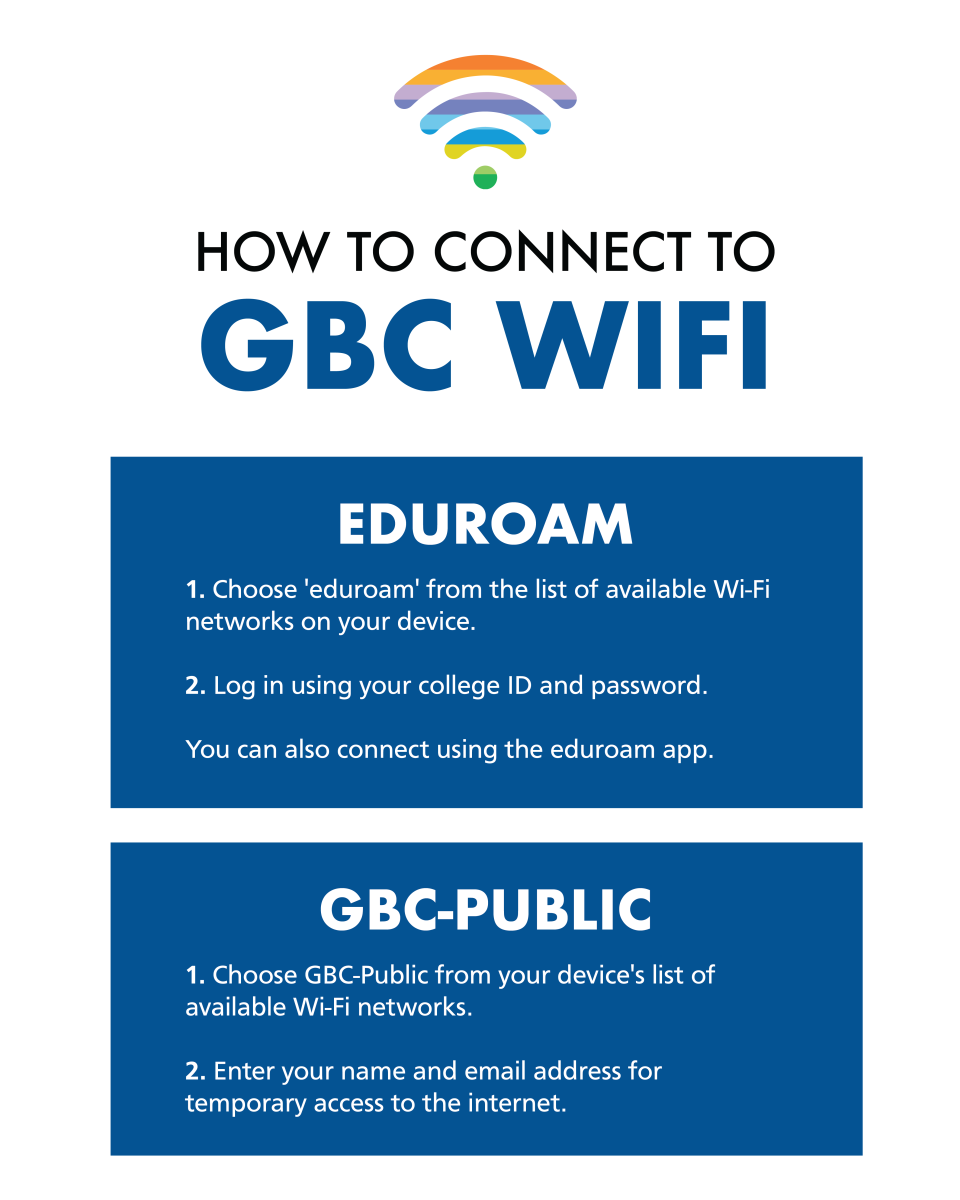 HOW TO CONNECT TO
GBC WIFI
EDUROAM
1. Choose 'eduroam' from the list of available Wi-Fi
networks on your device.
2. Log in using your college ID and password.
You can also connect using the eduroam app.
GBC-PUBLIC
1. Choose GBC-Public from your device's list of
available Wi-Fi networks.
2. Enter your name and email address for
temporary access to the internet.